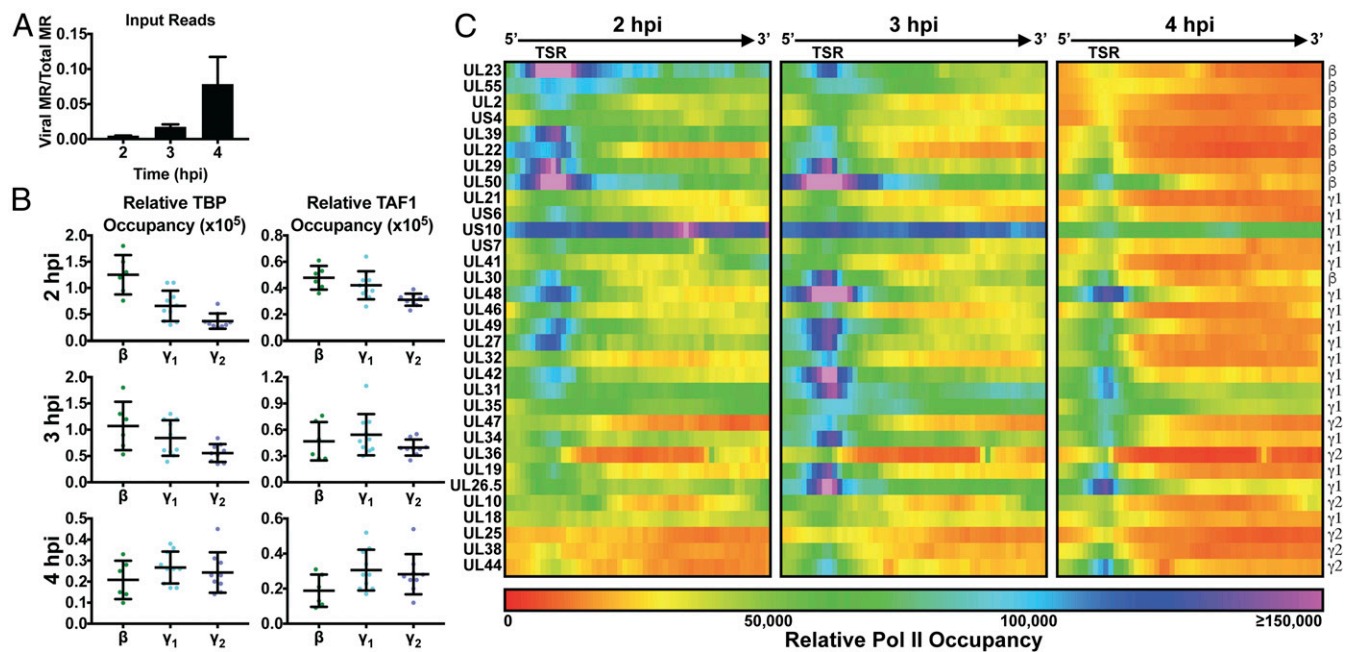 A
Input Reads
Viral MR/Total MR
0.15
0.10
0.05
0.00
2 3 4
Time (hpi)
B
Relative TBP
Occupancy (x10⁵)
Relative TAF1
Occupancy (x10⁵)
2 hpi
2.0
1.5
1.0
0.5
0.0
β γ₁ γ₂
0.8
0.6
0.4
0.2
0.0
β γ₁ γ₂
3 hpi
2.0
1.5
1.0
0.5
0.0
β γ₁ γ₂
1.2
0.9
0.6
0.3
0.0
β γ₁ γ₂
4 hpi
0.5
0.4
0.3
0.2
0.1
0.0
β γ₁ γ₂
0.6
0.4
0.2
0.0
β γ₁ γ₂
C
2 hpi
5’ 3’
TSR
3 hpi
5’ 3’
TSR
4 hpi
5’ 3’
TSR
UL23 β
UL55 β
UL2 β
US4 β
UL39 β
UL22 β
UL29 β
UL50 β
UL21 γ1
US6 γ1
US10 γ1
US7 γ1
UL41 γ1
UL30 β
UL48 γ1
UL46 γ1
UL49 γ1
UL27 γ1
UL32 γ1
UL42 γ1
UL31 γ1
UL35 γ1
UL47 γ2
UL34 γ1
UL36 γ2
UL19 γ1
UL26.5 γ1
UL10 γ2
UL18 γ1
UL25 γ2
UL38 γ2
UL44 γ2
0 50,000 100,000 ≥150,000
Relative Pol II Occupancy